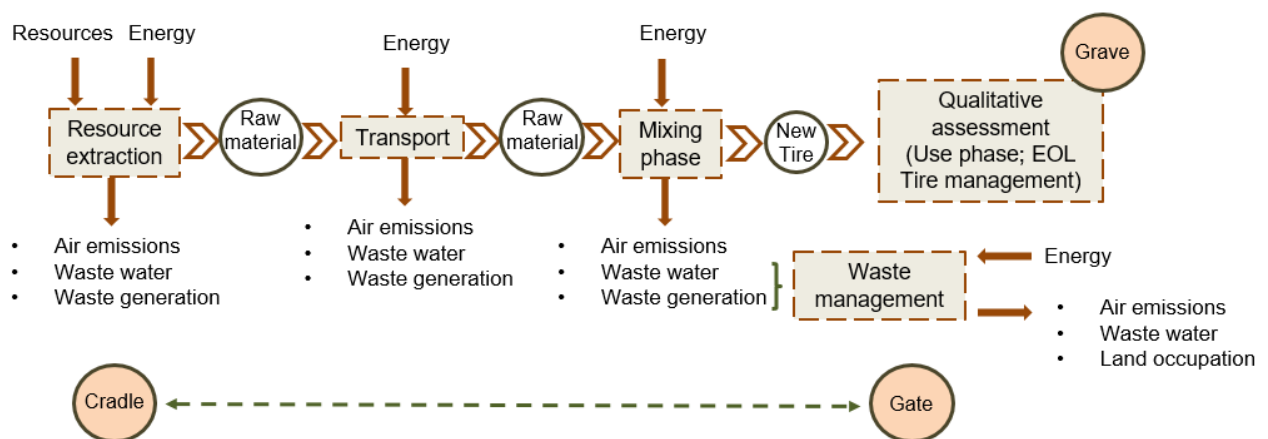 Resources
Energy
Energy
Energy
Grave
Resource
extraction
Raw
material
Transport
Raw
material
Mixing
phase
New
Tire
Qualitative
assessment
(Use phase; EOL
Tire management)
• Air emissions
• Waste water
• Waste generation
• Air emissions
• Waste water
• Waste generation
• Air emissions
• Waste water
• Waste generation
Waste
management
Energy
• Air emissions
• Waste water
• Land occupation
Cradle
Gate